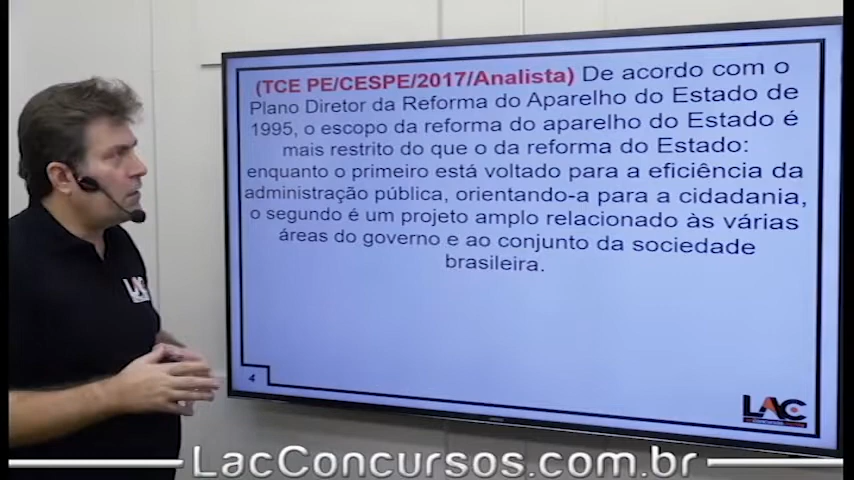 (TCE PE/CESPE/2017/Analista) De acordo com o
Plano Diretor da Reforma do Aparelho do Estado de
1995, o escopo da reforma do aparelho do Estado é
mais restrito do que o da reforma do Estado:
enquanto o primeiro está voltado para a eficiência da
administração pública, orientando-a para a cidadania,
o segundo é um projeto amplo relacionado às várias
áreas do governo e ao conjunto da sociedade
brasileira.
LAC
4
LAC
LacConcursos.com.br